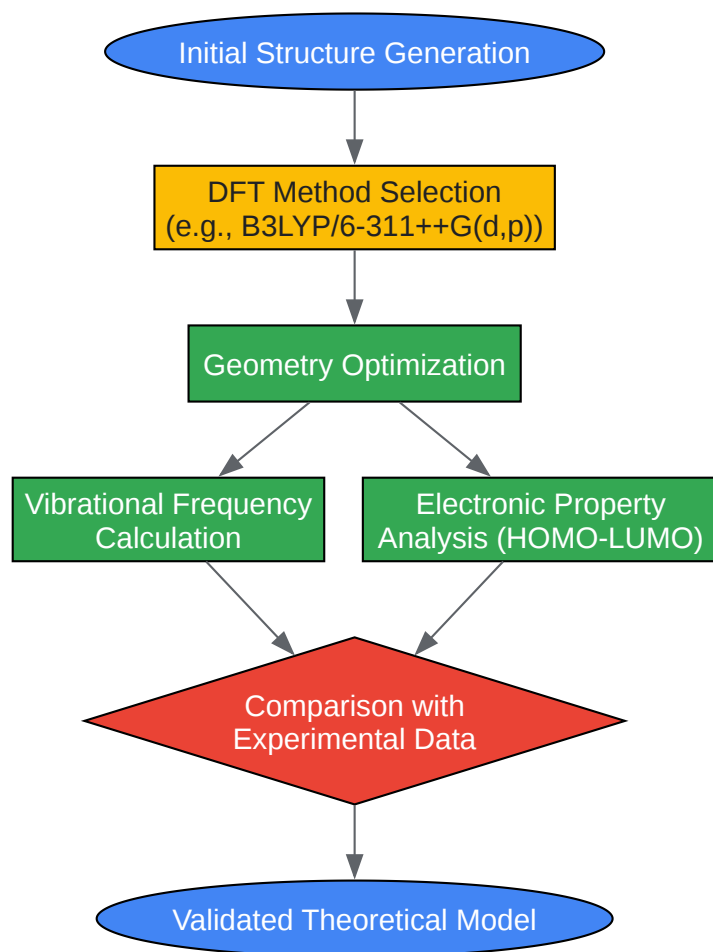 Initial Structure Generation
DFT Method Selection
(e.g., B3LYP/6-311++G(d,p))
Geometry Optimization
Vibrational Frequency
Calculation
Electronic Property
Analysis (HOMO-LUMO)
Comparison with
Experimental Data
Validated Theoretical Model